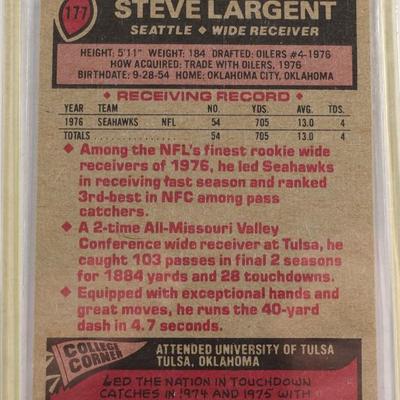 177
STEVE LARGENT
SEATTLE ◆ WIDE RECEIVER
HEIGHT: 5'11" WEIGHT: 184 DRAFTED: OILERS #4-1976
HOW ACQUIRED: TRADE WITH OILERS, 1976
BIRTHDATE: 9-28-54 HOME: OKLAHOMA CITY, OKLAHOMA
◆ RECEIVING RECORD ◆
YEAR TEAM NO. YDS. AVG. TDS.
1976 SEAHAWKS NFL 54 705 13.0 4
TOTALS 54 705 13.0 4
◆ Among the NFL's finest rookie wide
receivers of 1976, he led Seahawks
in receiving fast season and ranked
3rd-best in NFC among pass
catchers.
◆ A 2-time All-Missouri Valley
Conference wide receiver at Tulsa, he
caught 103 passes in final 2 seasons
for 1884 yards and 28 touchdowns.
◆ Equipped with exceptional hands and
great moves, he runs the 40-yard
dash in 4.7 seconds.
COLLEGE
CORNER
ATTENDED UNIVERSITY OF TULSA
TULSA, OKLAHOMA
LED THE NATION IN TOUCHDOWN
CATCHES IN 1974 AND 1975 WITH